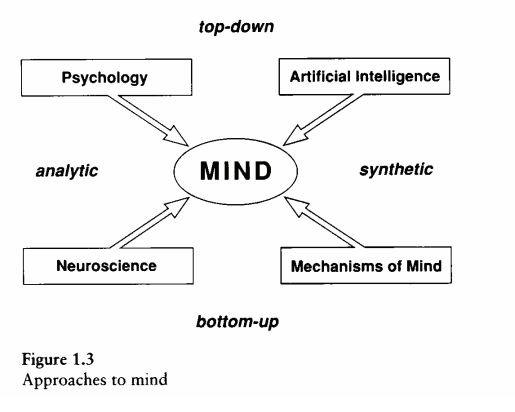 top-down
Psychology
Artificial Intelligence
analytic
MIND
synthetic
Neuroscience
Mechanisms of Mind
bottom-up
Figure 1.3
Approaches to mind